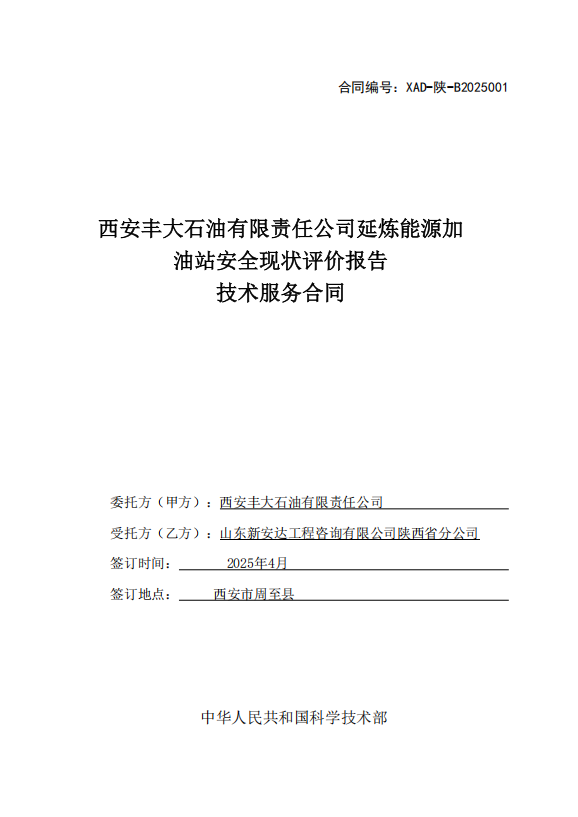 合同编号：XAD-陕-B2025001
西安丰大石油有限责任公司延炼能源加
油站安全现状评价报告
技术服务合同
委托方（甲方）：西安丰大石油有限责任公司
受托方（乙方）：山东新安达工程咨询有限公司陕西省分公司
签订时间： 2025年4月
签订地点： 西安市周至县
中华人民共和国科学技术部